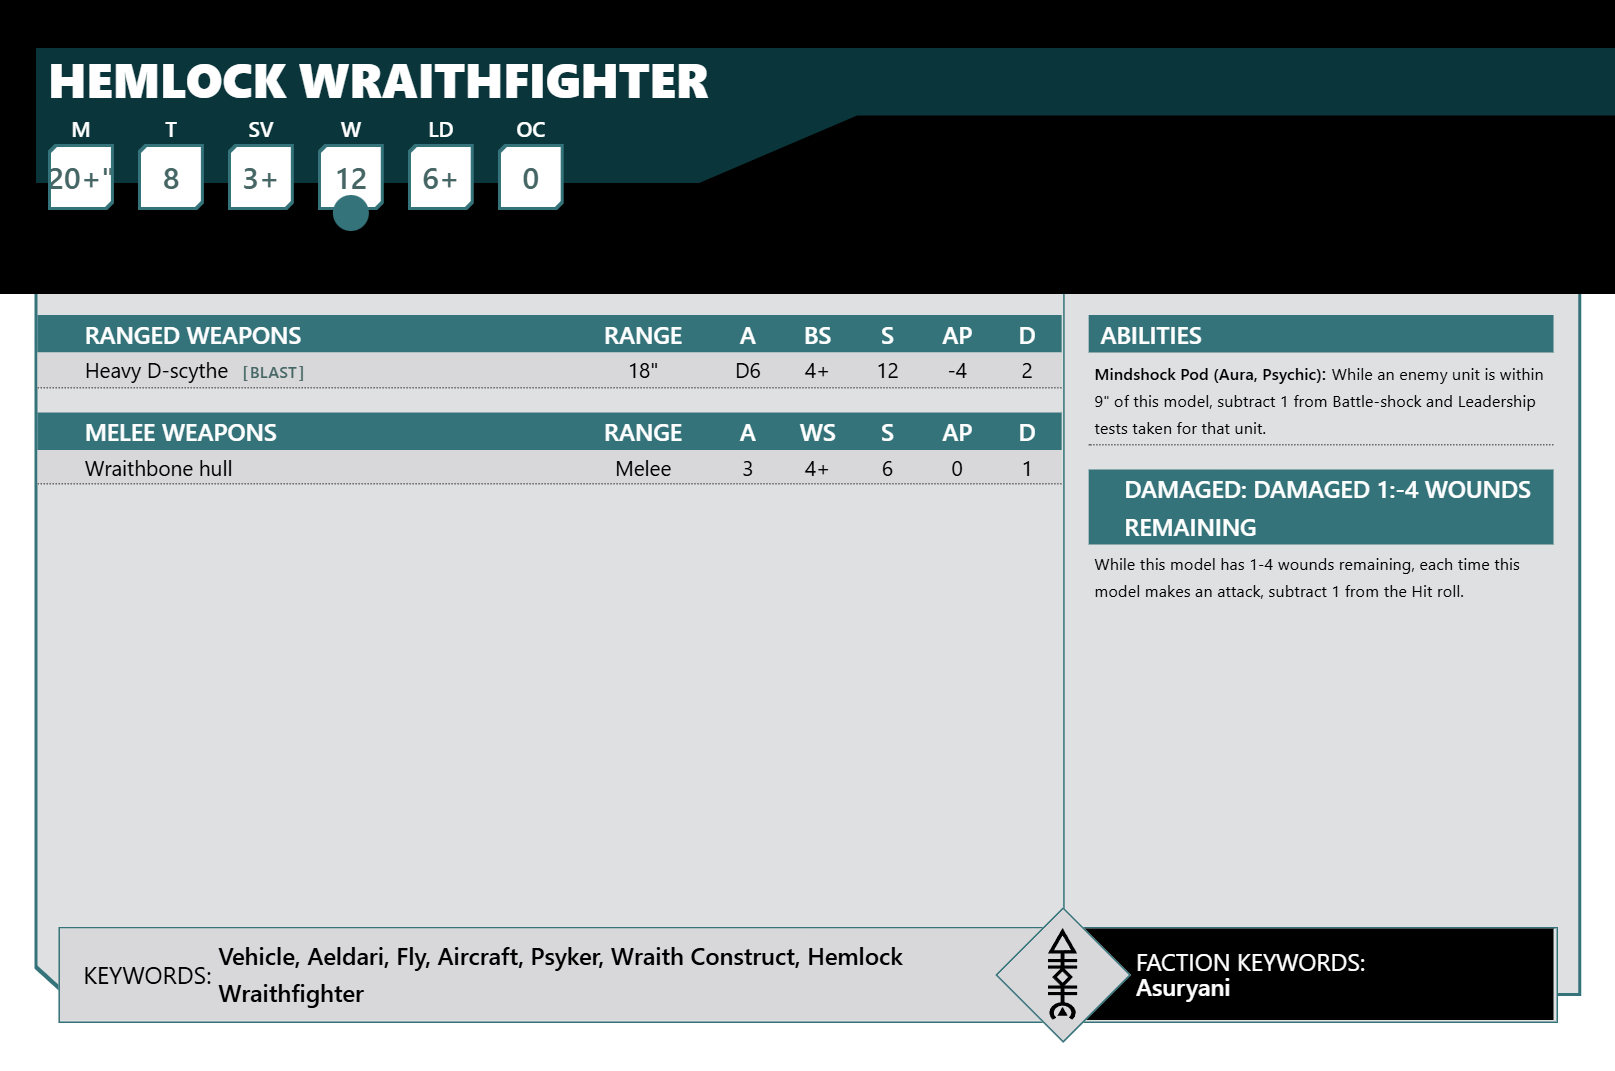 HEMLOCK WRAITHFIGHTER
M T SV W LD OC
20+" 8 3+ 12 6+ 0
RANGED WEAPONS RANGE A BS S AP D
Heavy D-scythe [BLAST] 18" D6 4+ 12 -4 2
MELEE WEAPONS RANGE A WS S AP D
Wraithbone hull Melee 3 4+ 6 0 1
ABILITIES
Mindshock Pod (Aura, Psychic): While an enemy unit is within
9" of this model, subtract 1 from Battle-shock and Leadership
tests taken for that unit.
DAMAGED: DAMAGED 1:-4 WOUNDS
REMAINING
While this model has 1-4 wounds remaining, each time this
model makes an attack, subtract 1 from the Hit roll.
KEYWORDS: Vehicle, Aeldari, Fly, Aircraft, Psyker, Wraith Construct, Hemlock
Wraithfighter
FACTION KEYWORDS:
Asuryani